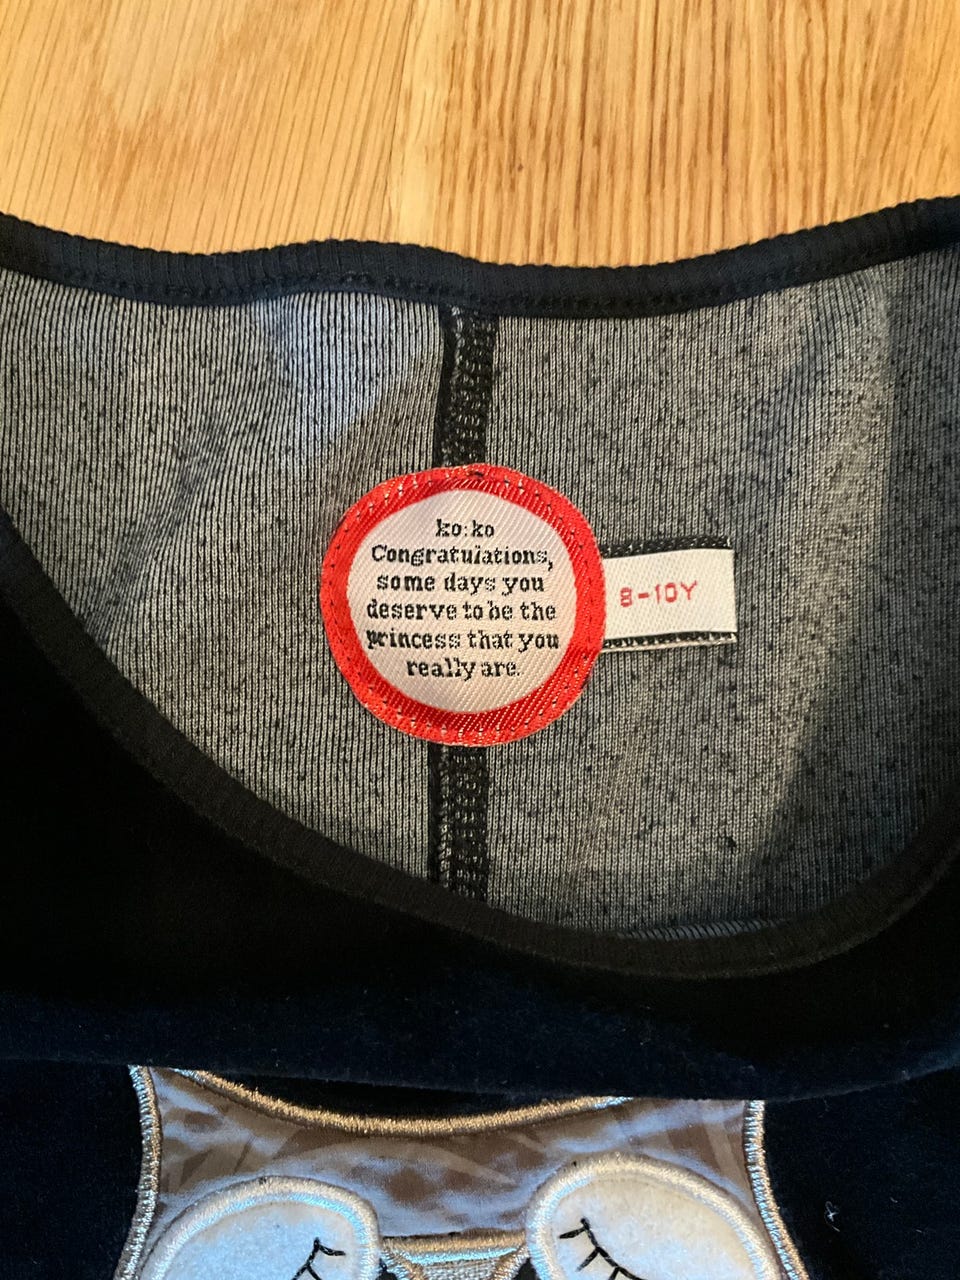 ko:ko
Congratulations,
some days you
deserve to be the
princess that you
really are.
8-10Y